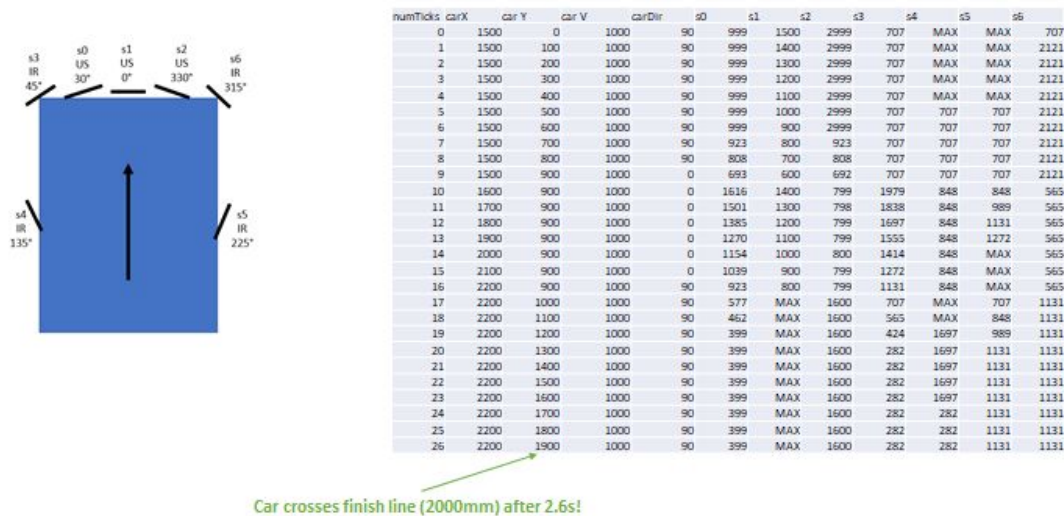 s3
IR
45°
s0
US
30°
s1
US
0°
s2
US
330°
s6
IR
315°
s4
IR
135°
s5
IR
225°
numTicks carX car Y car V carDir s0 s1 s2 s3 s4 s5 s6
0 1500 0 1000 90 999 1500 2999 707 MAX MAX 707
1 1500 100 1000 90 999 1400 2999 707 MAX MAX 2121
2 1500 200 1000 90 999 1300 2999 707 MAX MAX 2121
3 1500 300 1000 90 999 1200 2999 707 MAX MAX 2121
4 1500 400 1000 90 999 1100 2999 707 MAX MAX 2121
5 1500 500 1000 90 999 1000 2999 707 707 707 2121
6 1500 600 1000 90 999 900 2999 707 707 707 2121
7 1500 700 1000 90 923 800 923 707 707 707 2121
8 1500 800 1000 90 808 700 808 707 707 707 2121
9 1500 900 1000 0 693 600 692 707 707 707 2121
10 1600 900 1000 0 1616 1400 799 1979 848 848 565
11 1700 900 1000 0 1501 1300 798 1838 848 989 565
12 1800 900 1000 0 1385 1200 799 1697 848 1131 565
13 1900 900 1000 0 1270 1100 799 1555 848 1272 565
14 2000 900 1000 0 1154 1000 800 1414 848 MAX 565
15 2100 900 1000 0 1039 900 799 1272 848 MAX 565
16 2200 900 1000 90 923 800 799 1131 848 MAX 565
17 2200 1000 1000 90 577 MAX 1600 707 MAX 707 1131
18 2200 1100 1000 90 462 MAX 1600 565 MAX 848 1131
19 2200 1200 1000 90 399 MAX 1600 424 1697 989 1131
20 2200 1300 1000 90 399 MAX 1600 282 1697 1131 1131
21 2200 1400 1000 90 399 MAX 1600 282 1697 1131 1131
22 2200 1500 1000 90 399 MAX 1600 282 1697 1131 1131
23 2200 1600 1000 90 399 MAX 1600 282 1697 1131 1131
24 2200 1700 1000 90 399 MAX 1600 282 282 1131 1131
25 2200 1800 1000 90 399 MAX 1600 282 282 1131 1131
26 2200 1900 1000 90 399 MAX 1600 282 282 1131 1131
Car crosses finish line (2000mm) after 2.6s!